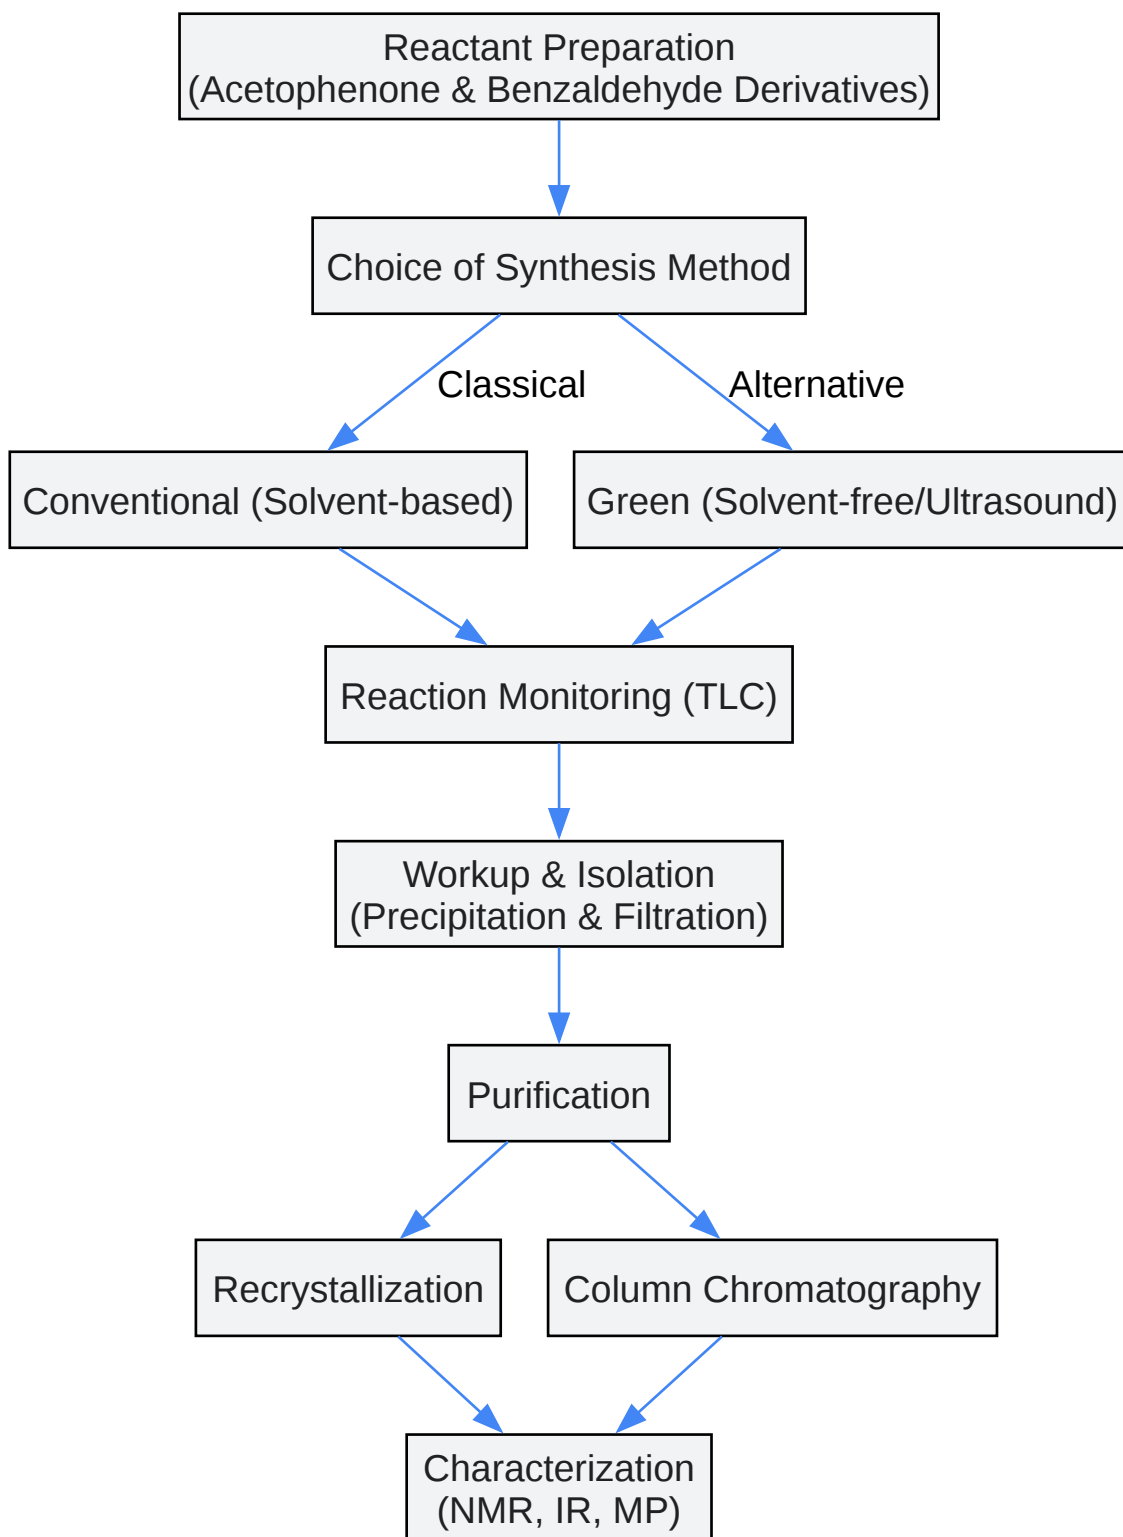 Reactant Preparation
(Acetophenone & Benzaldehyde Derivatives)
Choice of Synthesis Method
Classical
Alternative
Conventional (Solvent-based)
Green (Solvent-free/Ultrasound)
Reaction Monitoring (TLC)
Workup & Isolation
(Precipitation & Filtration)
Purification
Recrystallization
Column Chromatography
Characterization
(NMR, IR, MP)